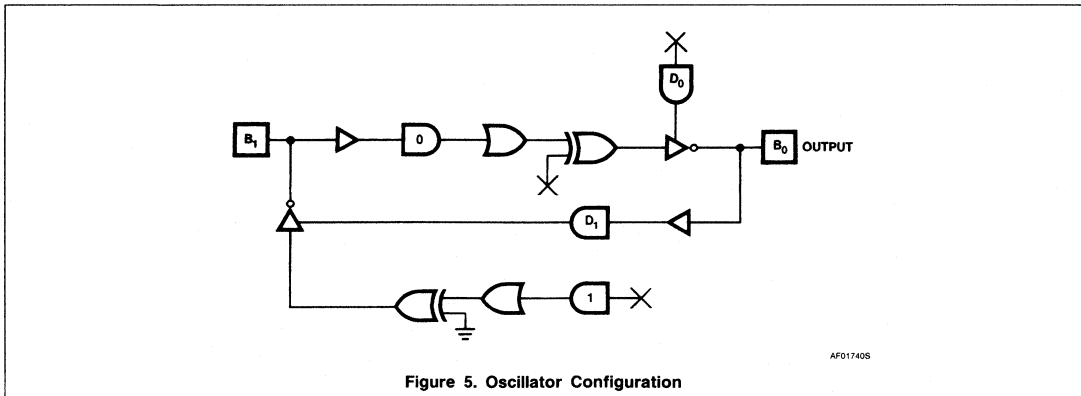 D0
B1
0
B0 OUTPUT
D1
1
AF01740S
Figure 5. Oscillator Configuration